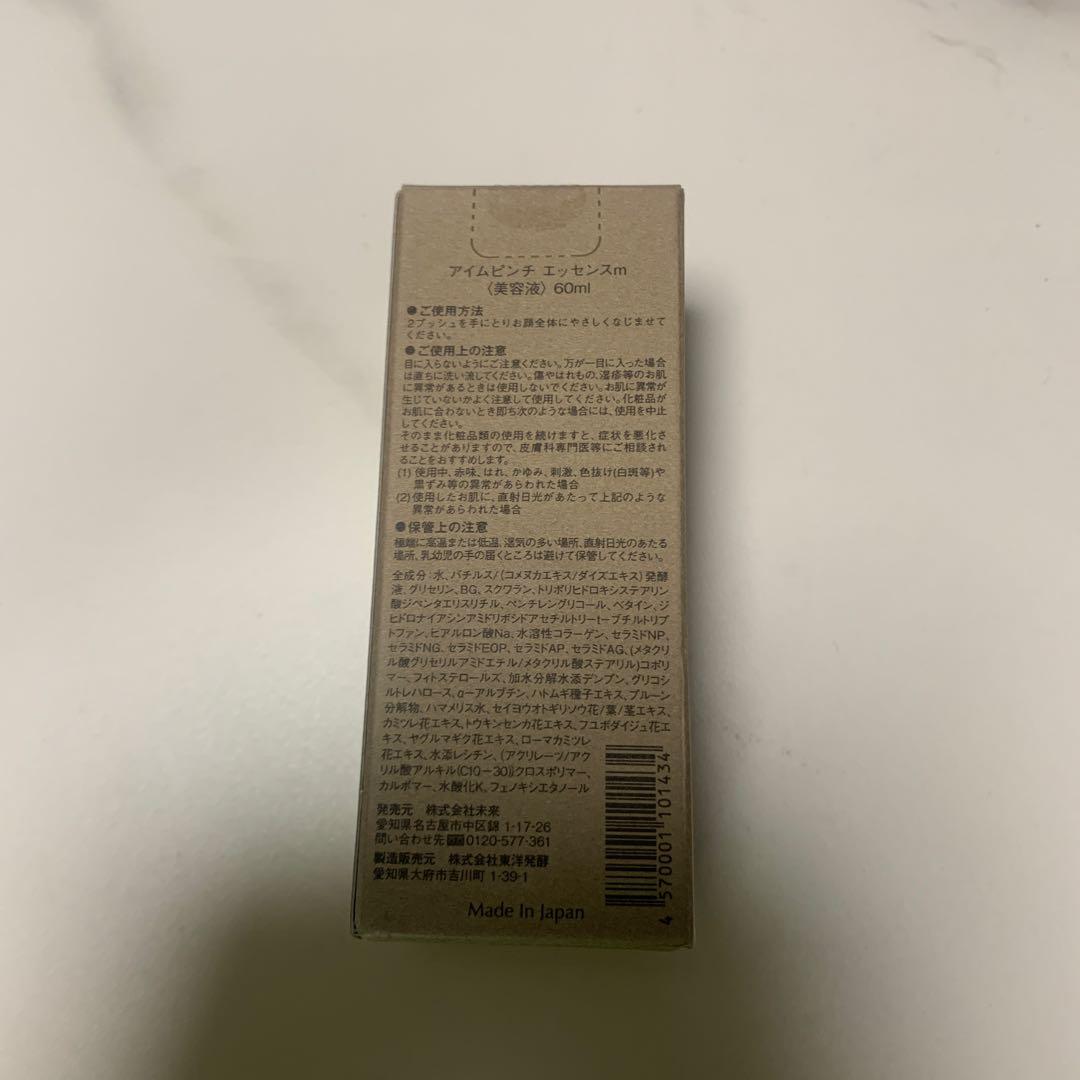 アイムピンチ エッセンスm
〈美容液〉60ml
●ご使用方法
2プッシュを手にとりお顔全体にやさしくなじませて
ください。
●ご使用上の注意
目に入らないようにご注意ください。万が一目に入った場合
は直ちに洗い流してください。傷やはれもの、湿疹等のお肌
に異常があるときは使用しないでください。お肌に異常が
生じていないかよく注意して使用してください。化粧品が
お肌に合わないとき即ち次のような場合には、使用を中止
してください。
そのまま化粧品類の使用を続けますと、症状を悪化さ
せることがありますので、皮膚科専門医等にご相談され
ることをおすすめします。
(1) 使用中、赤味、はれ、かゆみ、刺激、色抜け(白斑等)や
黒ずみ等の異常があらわれた場合
(2) 使用したお肌に、直射日光があたって上記のような
異常があらわれた場合
●保管上の注意
極端に高温または低温、湿気の多い場所、直射日光のあたる
場所、乳幼児の手の届くところは避けて保管してください。
全成分:水、バチルス/(コメヌカエキス/ダイズエキス)発酵
液、グリセリン、BG、スクワラン、トリポリヒドロキシステアリン
酸ジペンタエリスリチル、ペンチレングリコール、ベタイン、ジ
ヒドロナイアシンアミドリボシドアセチルトリーt-ブチルトリプ
トファン、ヒアルロン酸Na、水溶性コラーゲン、セラミドNP、
セラミドNG、セラミドEOP、セラミドAP、セラミドAG、(メタクリ
ル酸グリセリルアミドエチル/メタクリル酸ステアリル)コポリ
マー、フィトステロールズ、加水分解水添デンプン、グリコシ
ルトレハロース、α-アルブチン、ハトムギ種子エキス、プルーン
分解物、ハマメリス水、セイヨウオトギリソウ花/葉/茎エキス、
カミツレ花エキス、トウキンセンカ花エキス、フユボダイジュ花エ
キス、ヤグルマギク花エキス、ローマカミツレ
花エキス、水添レシチン、(アクリレーツ/アク
リル酸アルキル(C10-30))クロスポリマー、
カルボマー、水酸化K、フェノキシエタノール
発売元 株式会社未来
愛知県名古屋市中区錦 1-17-26
問い合わせ先 0120-577-361
製造販売元 株式会社東洋発酵
愛知県大府市吉川町 1-39-1
Made In Japan
4 570001 101434